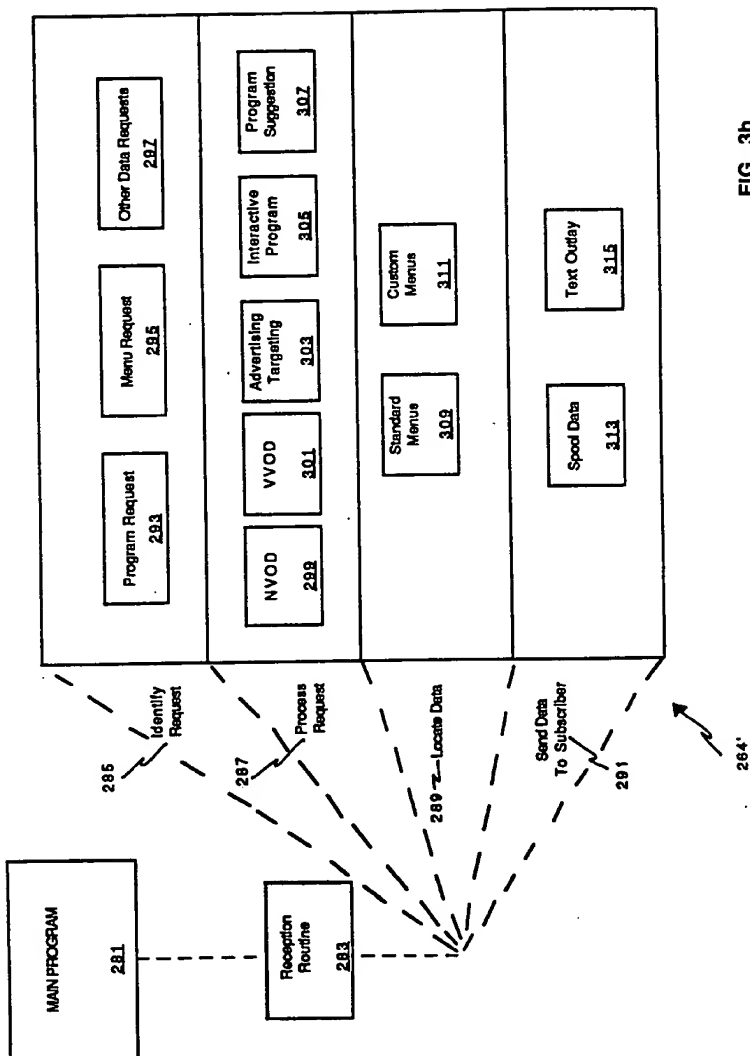 MAIN PROGRAM
281
Reception
Routine
283
285
Identify
Request
287
Process
Request
289
Locate Data
Send Data
To Subscriber
291
264'
Program Request
293
Menu Request
295
Other Data Requests
297
NVOD
299
VVOD
301
Advertising
Targeting
303
Interactive
Program
305
Program
Suggestion
307
Standard
Menus
309
Custom
Menus
311
Spool Data
313
Text Outlay
315
FIG. 3b